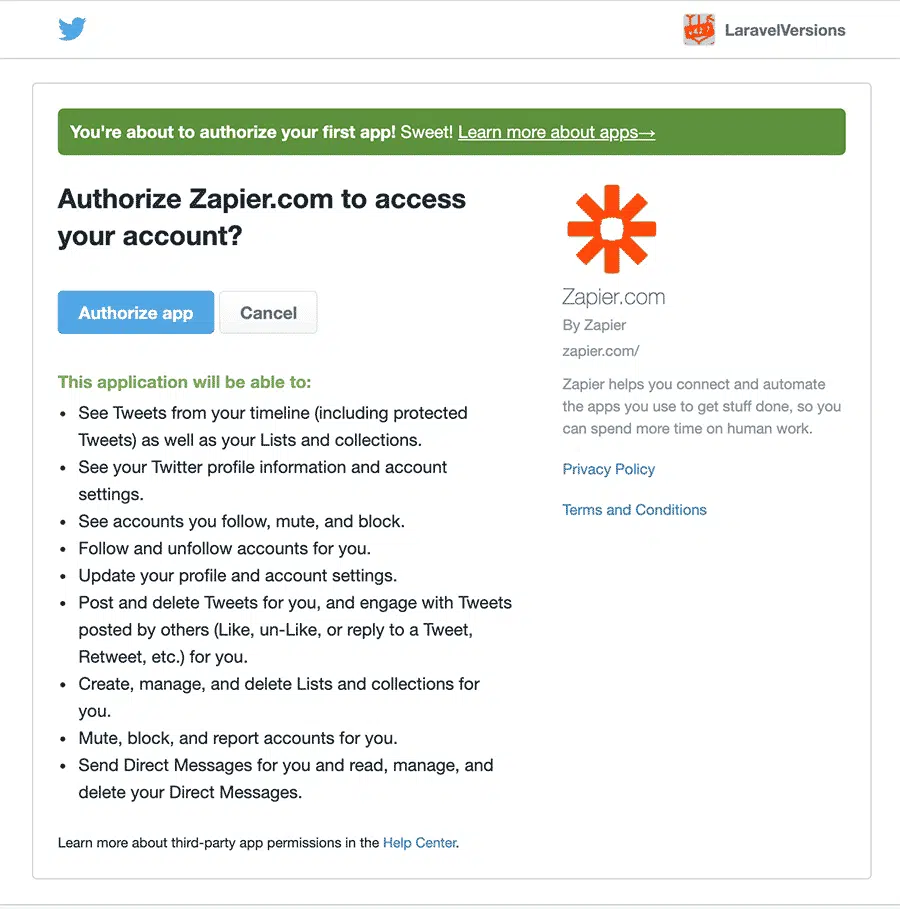 LaravelVersions
You're about to authorize your first app! Sweet! Learn more about apps→
Authorize Zapier.com to access
your account?
Authorize app
Cancel
This application will be able to:
• See Tweets from your timeline (including protected
Tweets) as well as your Lists and collections.
• See your Twitter profile information and account
settings.
• See accounts you follow, mute, and block.
• Follow and unfollow accounts for you.
• Update your profile and account settings.
• Post and delete Tweets for you, and engage with Tweets
posted by others (Like, un-Like, or reply to a Tweet,
Retweet, etc.) for you.
• Create, manage, and delete Lists and collections for
you.
• Mute, block, and report accounts for you.
• Send Direct Messages for you and read, manage, and
delete your Direct Messages.
Learn more about third-party app permissions in the Help Center.
Zapier.com
By Zapier
zapier.com/
Zapier helps you connect and automate
the apps you use to get stuff done, so you
can spend more time on human work.
Privacy Policy
Terms and Conditions